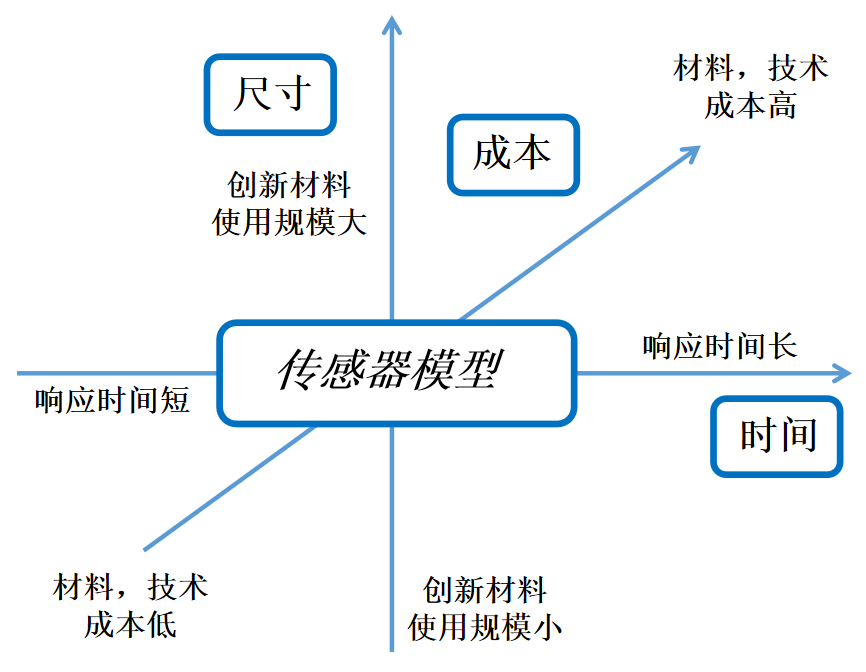 尺寸
材料，技术
成本高
成本
创新材料
使用规模大
传感器模型
响应时间长
响应时间短
时间
材料，技术
成本低
创新材料
使用规模小